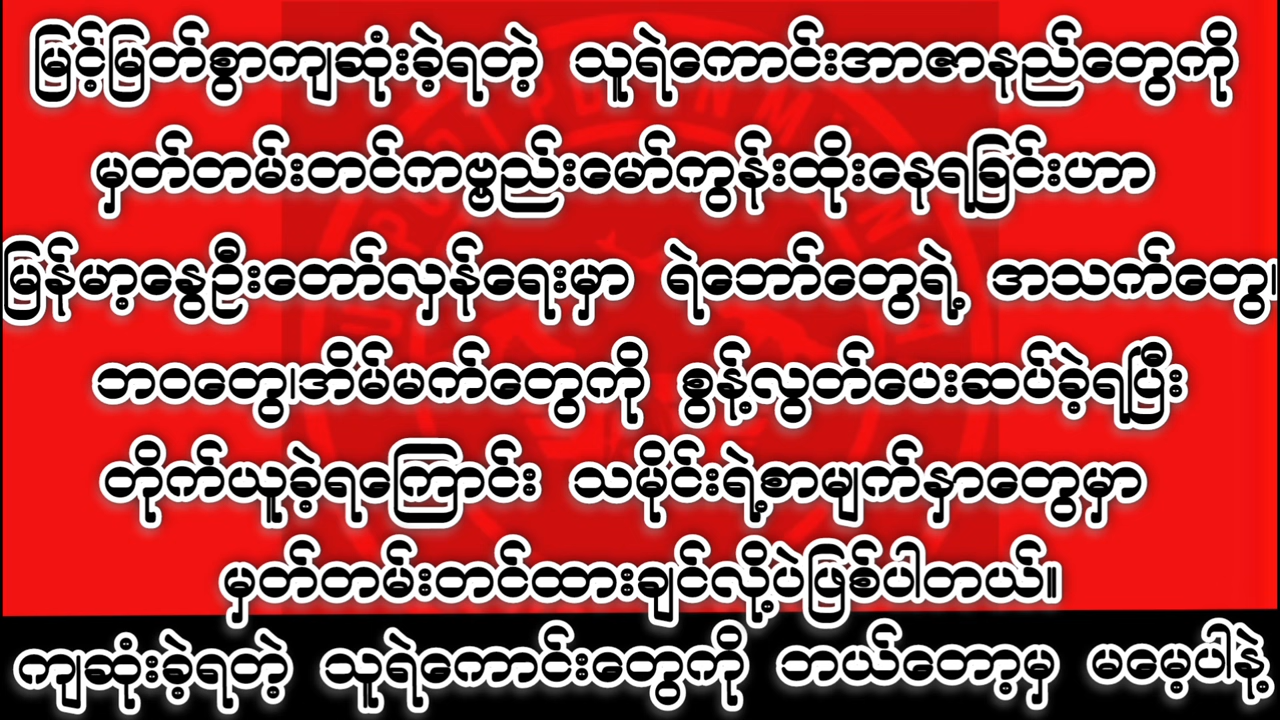 မြင့်မြတ်စွာကျဆုံးခဲ့ရတဲ့ သူရဲကောင်းအာဇာနည်တွေကို
မှတ်တမ်းတင်ကဗ္ဗည်းမော်ကွန်းထိုးနေရခြင်းဟာ
မြန်မာ့နွေဦးတော်လှန်ရေးမှာ ရဲဘော်တွေရဲ့ အသက်တွေ၊
ဘဝတွေ၊အိမ်မက်တွေကို စွန့်လွတ်ပေးဆပ်ခဲ့ရပြီး
တိုက်ယူခဲ့ရကြောင်း သမိုင်းရဲ့စာမျက်နှာတွေမှာ
မှတ်တမ်းတင်ထားချင်လို့ပဲဖြစ်ပါတယ်။
ကျဆုံးခဲ့ရတဲ့ သူရဲကောင်းတွေကို ဘယ်တော့မှ မမေ့ပါနဲ့